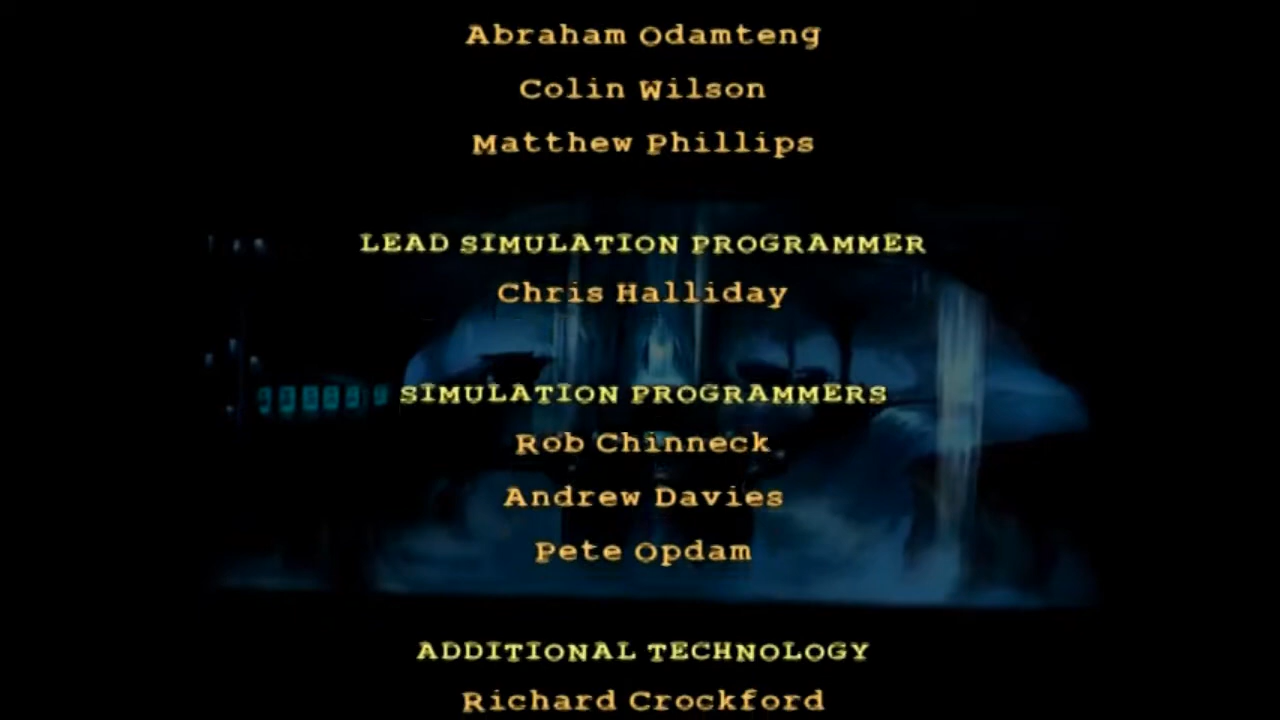 Abraham Odamteng
Colin Wilson
Matthew Phillips
LEAD SIMULATION PROGRAMMER
Chris Halliday
SIMULATION PROGRAMMERS
Rob Chinneck
Andrew Davies
Pete Opdam
ADDITIONAL TECHNOLOGY
Richard Crockford